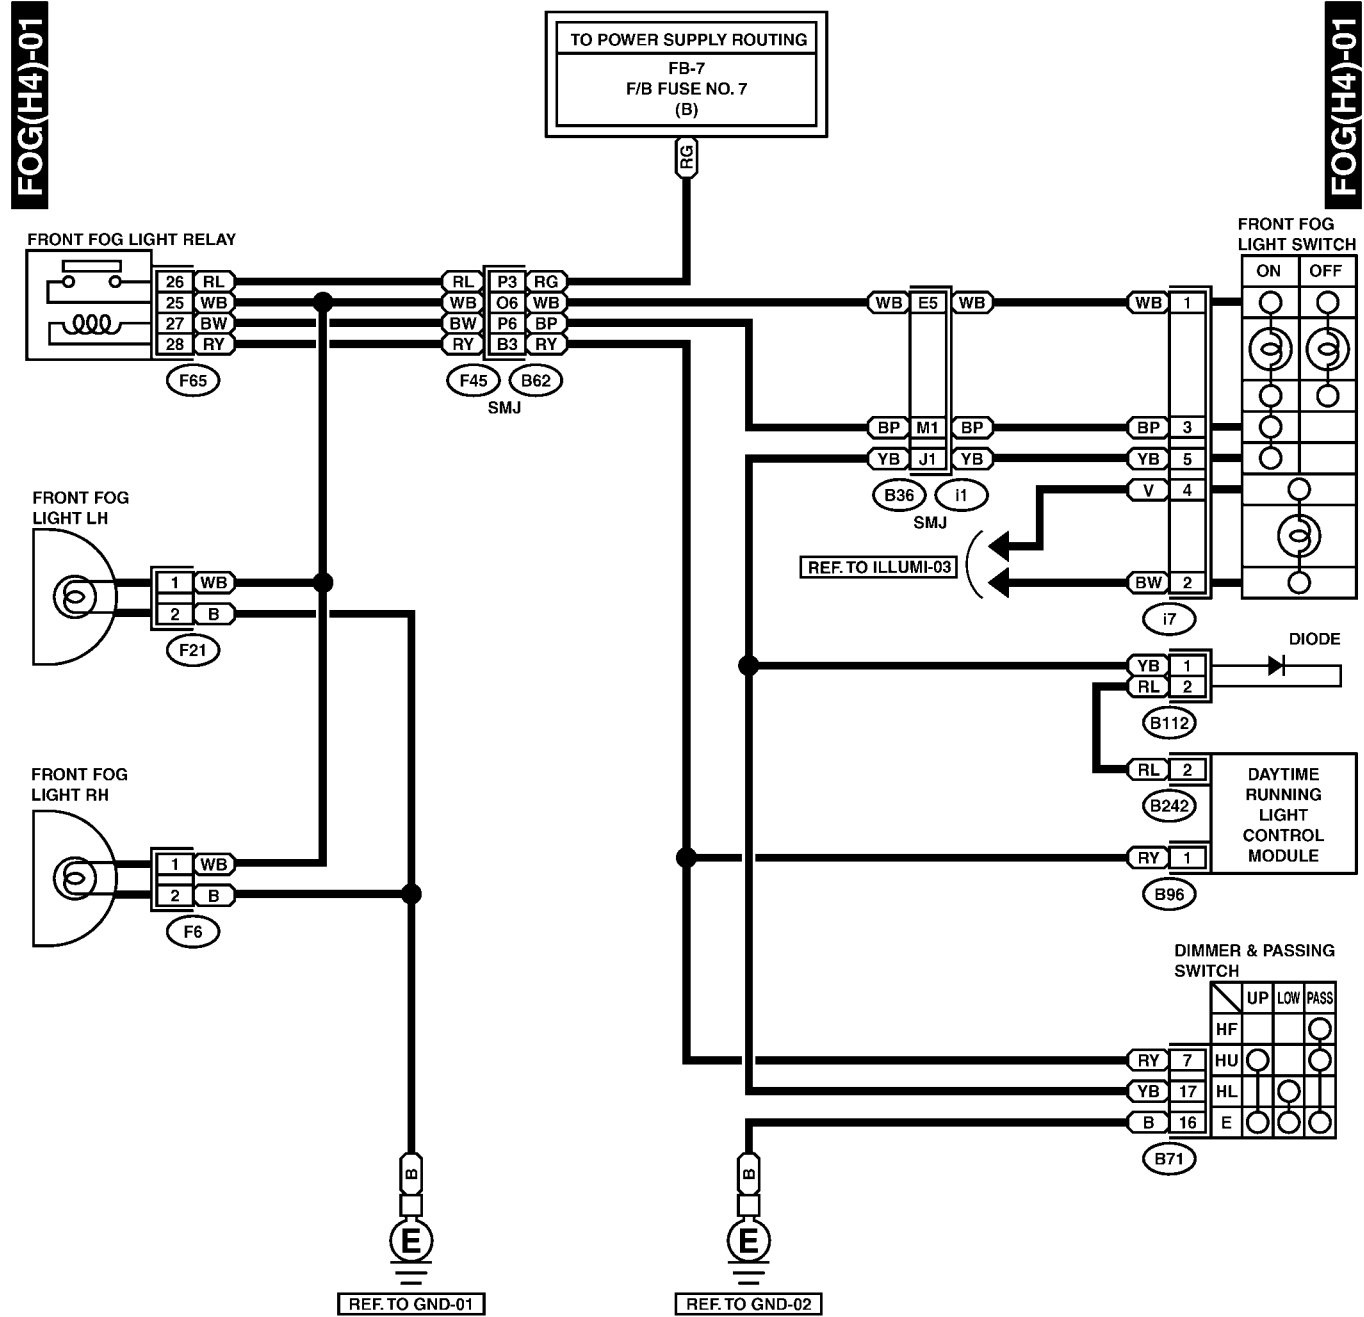 FOG(H4)-01
FOG(H4)-01
TO POWER SUPPLY ROUTING
FB-7
F/B FUSE NO. 7
(B)
RG
FRONT FOG LIGHT RELAY
26 RL
25 WB
27 BW
28 RY
F65
RL P3 RG
WB O6 WB
BW P6 BP
RY B3 RY
F45 B62
SMJ
WB E5 WB
BP M1 BP
YB J1 YB
B36 i1
SMJ
FRONT FOG
LIGHT SWITCH
ON OFF
WB 1
BP 3
YB 5
V 4
BW 2
i7
REF. TO ILLUMI-03
FRONT FOG
LIGHT LH
1 WB
2 B
F21
DIODE
YB 1
RL 2
B112
FRONT FOG
LIGHT RH
1 WB
2 B
F6
RL 2
B242
RY 1
B96
DAYTIME
RUNNING
LIGHT
CONTROL
MODULE
DIMMER & PASSING
SWITCH
UP LOW PASS
HF
RY 7 HU
YB 17 HL
B 16 E
B71
B
E
REF. TO GND-01
B
E
REF. TO GND-02